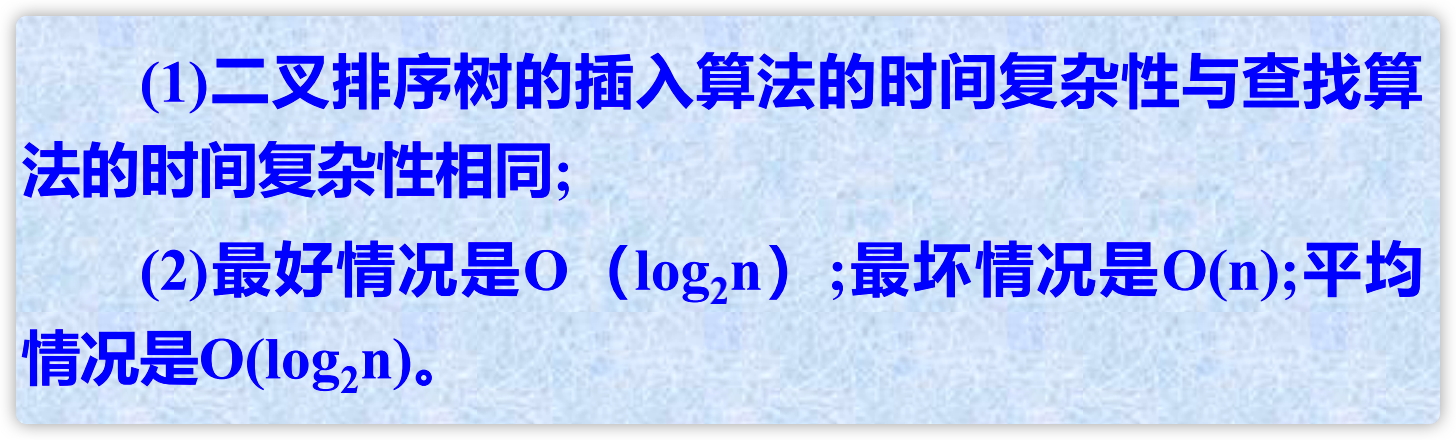 (1)二叉排序树的插入算法的时间复杂性与查找算
法的时间复杂性相同;
(2)最好情况是O（log₂n）;最坏情况是O(n);平均
情况是O(log₂n)。